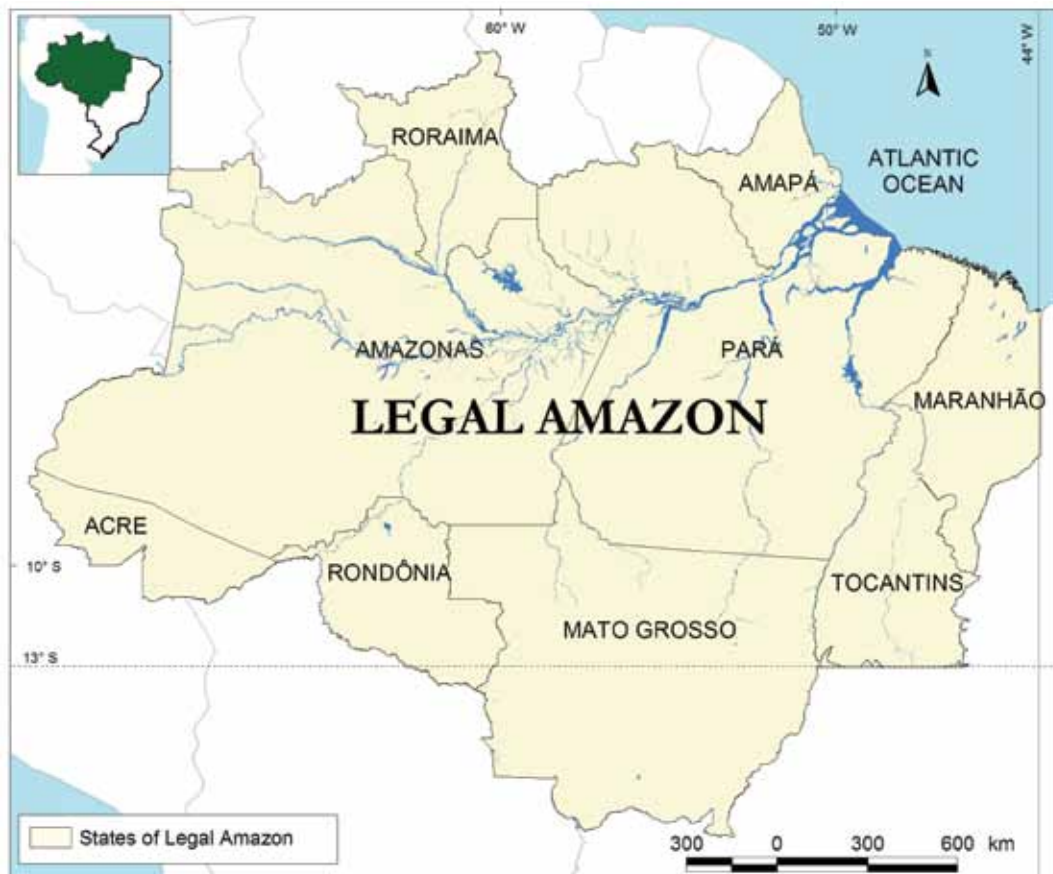 60° W
50° W
44° W
N
RORAIMA
AMAPÁ
ATLANTIC
OCEAN
AMAZONAS
PARÁ
MARANHÃO
LEGAL AMAZON
ACRE
10° S
RONDÔNIA
TOCANTINS
MATO GROSSO
13° S
States of Legal Amazon
300 0 300 600 km